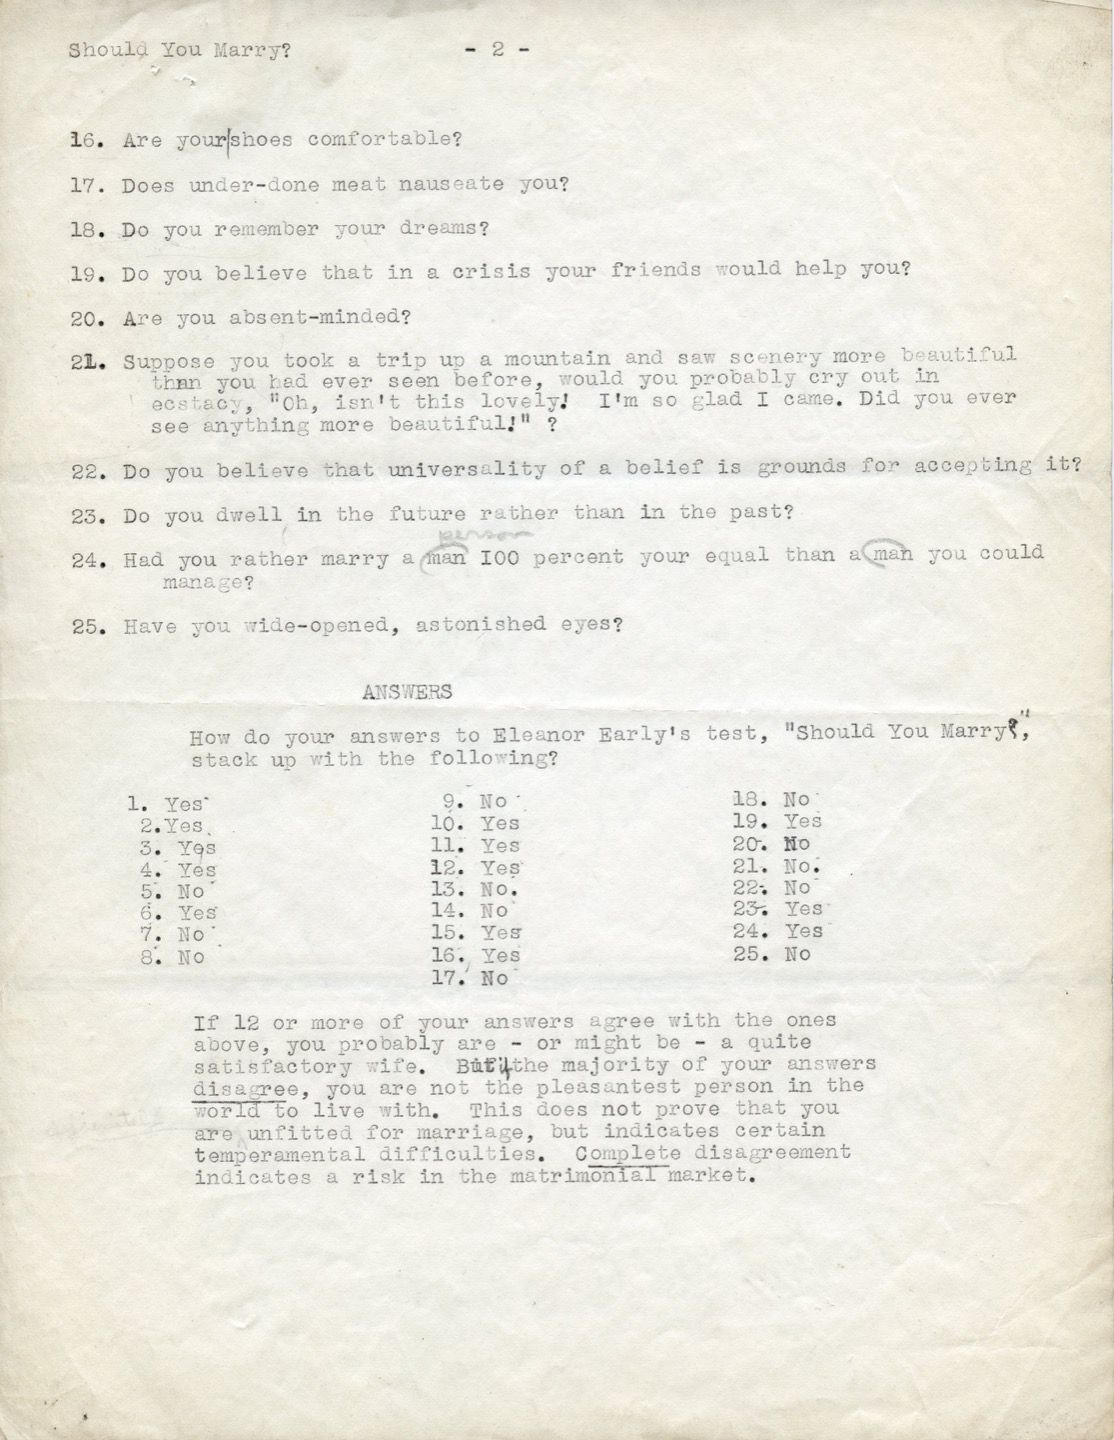 Should You Marry?    - 2 -
16. Are your shoes comfortable?
17. Does under-done meat nauseate you?
18. Do you remember your dreams?
19. Do you believe that in a crisis your friends would help you?
20. Are you absent-minded?
21. Suppose you took a trip up a mountain and saw scenery more beautiful
than you had ever seen before, would you probably cry out in
ecstacy, "Oh, isn't this lovely!  I'm so glad I came. Did you ever
see anything more beautiful!" ?
22. Do you believe that universality of a belief is grounds for accepting it?
23. Do you dwell in the future rather than in the past?
person
24. Had you rather marry a man I00 percent your equal than a man you could
manage?
25. Have you wide-opened, astonished eyes?
ANSWERS
How do your answers to Eleanor Early's test, "Should You Marry?",
stack up with the following?
1. Yes
2.Yes
3. Yes
4. Yes
5. No
6. Yes
7. No
8. No
9. No
10. Yes
11. Yes
12. Yes
13. No.
14. No
15. Yes
16. Yes
17. No
18. No
19. Yes
20. No
21. No.
22. No
23. Yes
24. Yes
25. No
If 12 or more of your answers agree with the ones
above, you probably are - or might be - a quite
satisfactory wife.  But if the majority of your answers
disagree, you are not the pleasantest person in the
world to live with.  This does not prove that you
are unfitted for marriage, but indicates certain
temperamental difficulties.  Complete disagreement
indicates a risk in the matrimonial market.